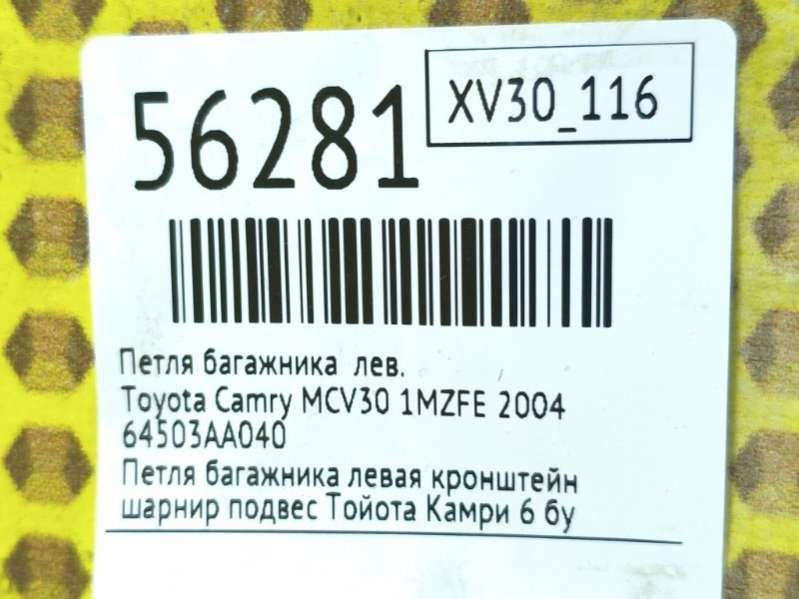 56281
XV30_116
Петля багажника лев.
Toyota Camry MCV30 1MZFE 2004
64503AA040
Петля багажника левая кронштейн
шарнир подвес Тойота Камри 6 бу